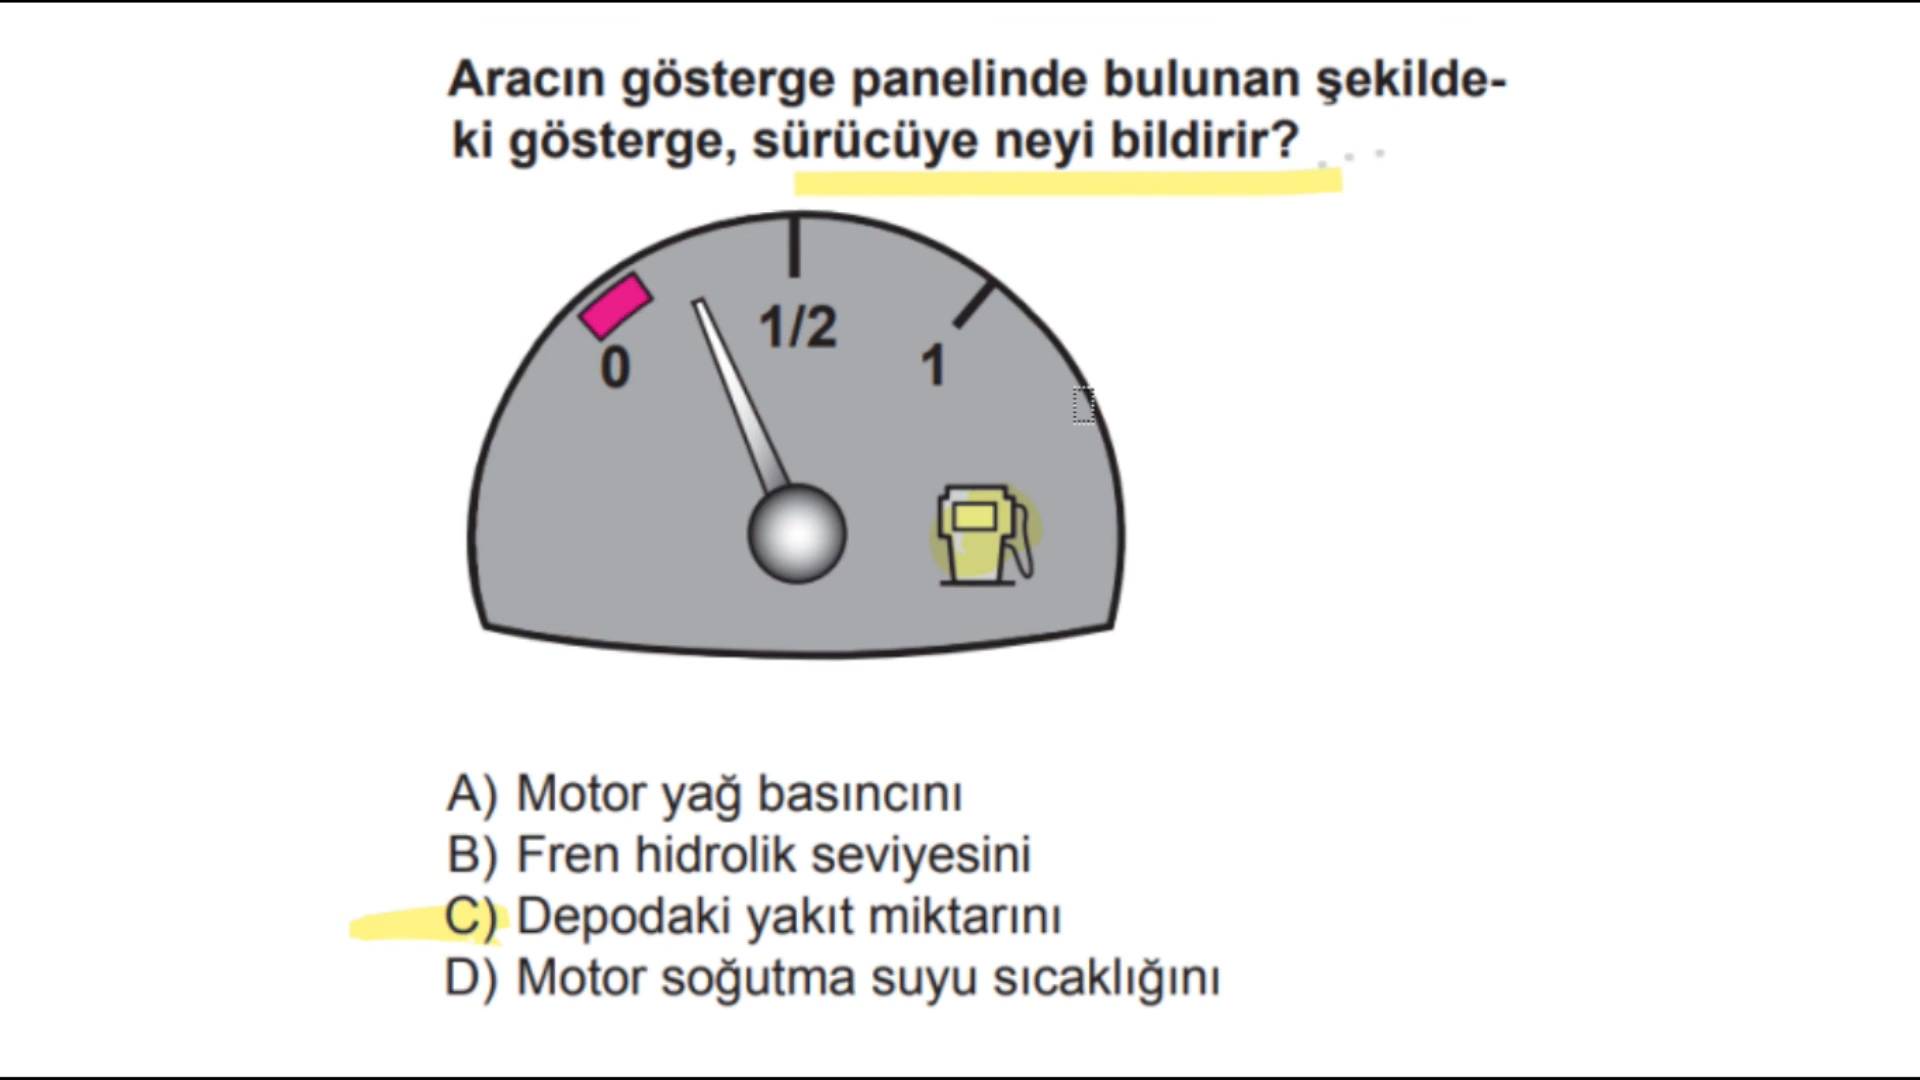 Aracın gösterge panelinde bulunan şekilde-
ki gösterge, sürücüye neyi bildirir?
1/2
0
1
A) Motor yağ basıncını
B) Fren hidrolik seviyesini
C) Depodaki yakıt miktarını
D) Motor soğutma suyu sıcaklığını